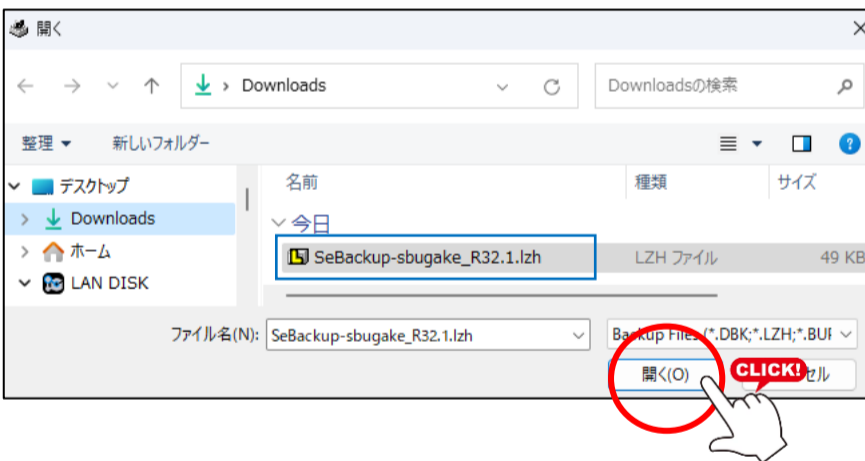 開く
Downloads
Downloadsの検索
整理 新しいフォルダー
デスクトップ
Downloads
ホーム
LAN DISK
名前 種類 サイズ
今日
SeBackup-sbugake_R32.1.lzh LZH ファイル 49 KB
ファイル名(N): SeBackup-sbugake_R32.1.lzh Backup Files (*.DBK;*.LZH;*.BUF
開く(O) CLICK! セル